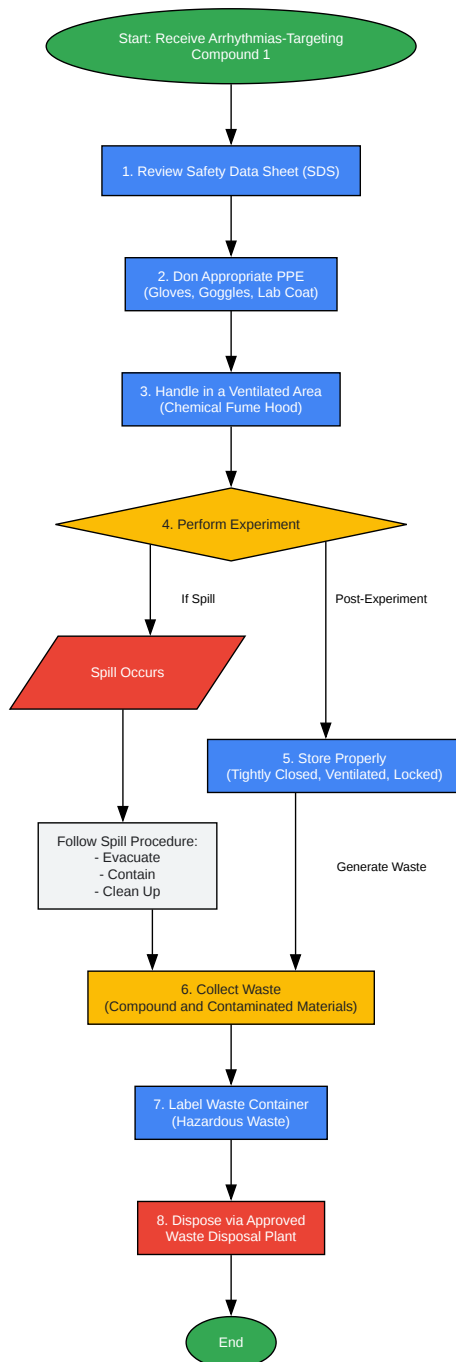 Start: Receive Arrhythmias-Targeting
Compound 1
1. Review Safety Data Sheet (SDS)
2. Don Appropriate PPE
(Gloves, Goggles, Lab Coat)
3. Handle in a Ventilated Area
(Chemical Fume Hood)
4. Perform Experiment
If Spill
Post-Experiment
Spill Occurs
5. Store Properly
(Tightly Closed, Ventilated, Locked)
Follow Spill Procedure:
- Evacuate
- Contain
- Clean Up
Generate Waste
6. Collect Waste
(Compound and Contaminated Materials)
7. Label Waste Container
(Hazardous Waste)
8. Dispose via Approved
Waste Disposal Plant
End